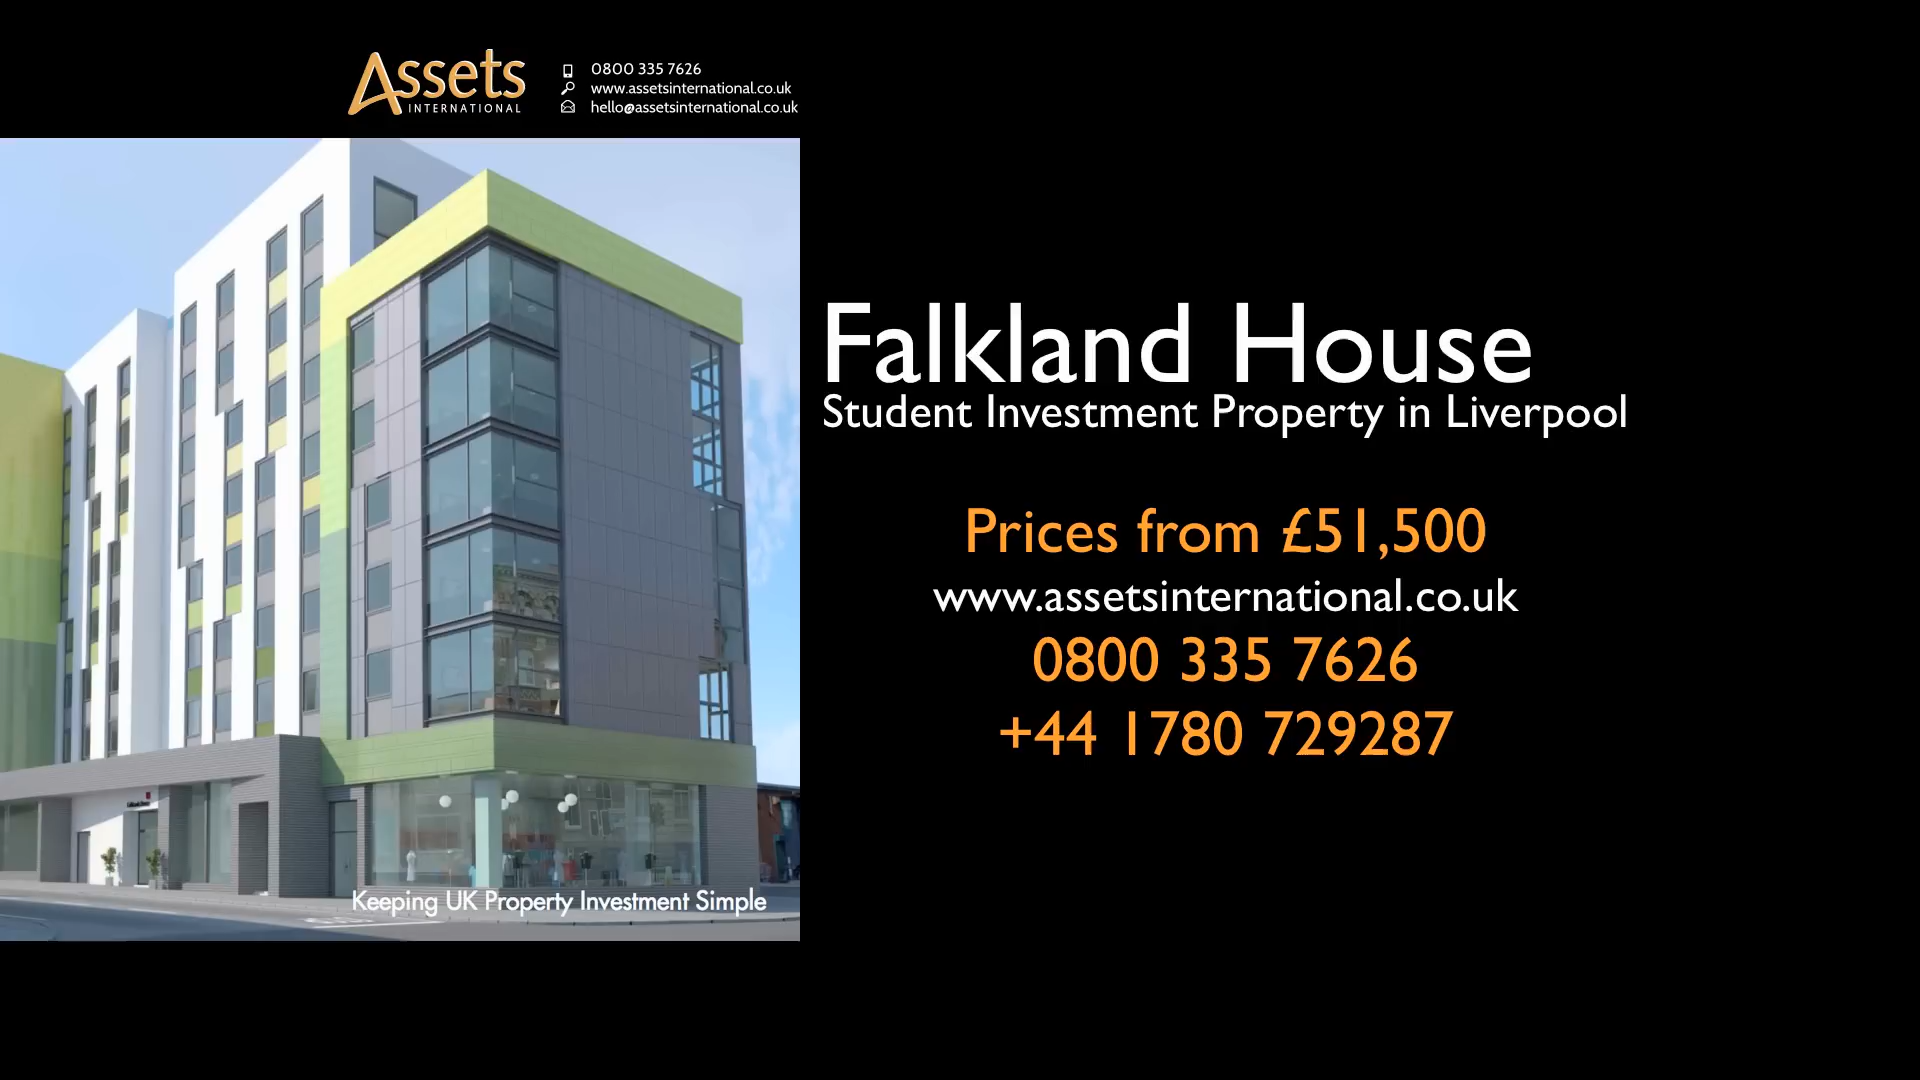 Assets
INTERNATIONAL
0800 335 7626
www.assetsinternational.co.uk
hello@assetsinternational.co.uk
Falkland House
Student Investment Property in Liverpool
Prices from £51,500
www.assetsinternational.co.uk
0800 335 7626
+44 1780 729287
Keeping UK Property Investment Simple